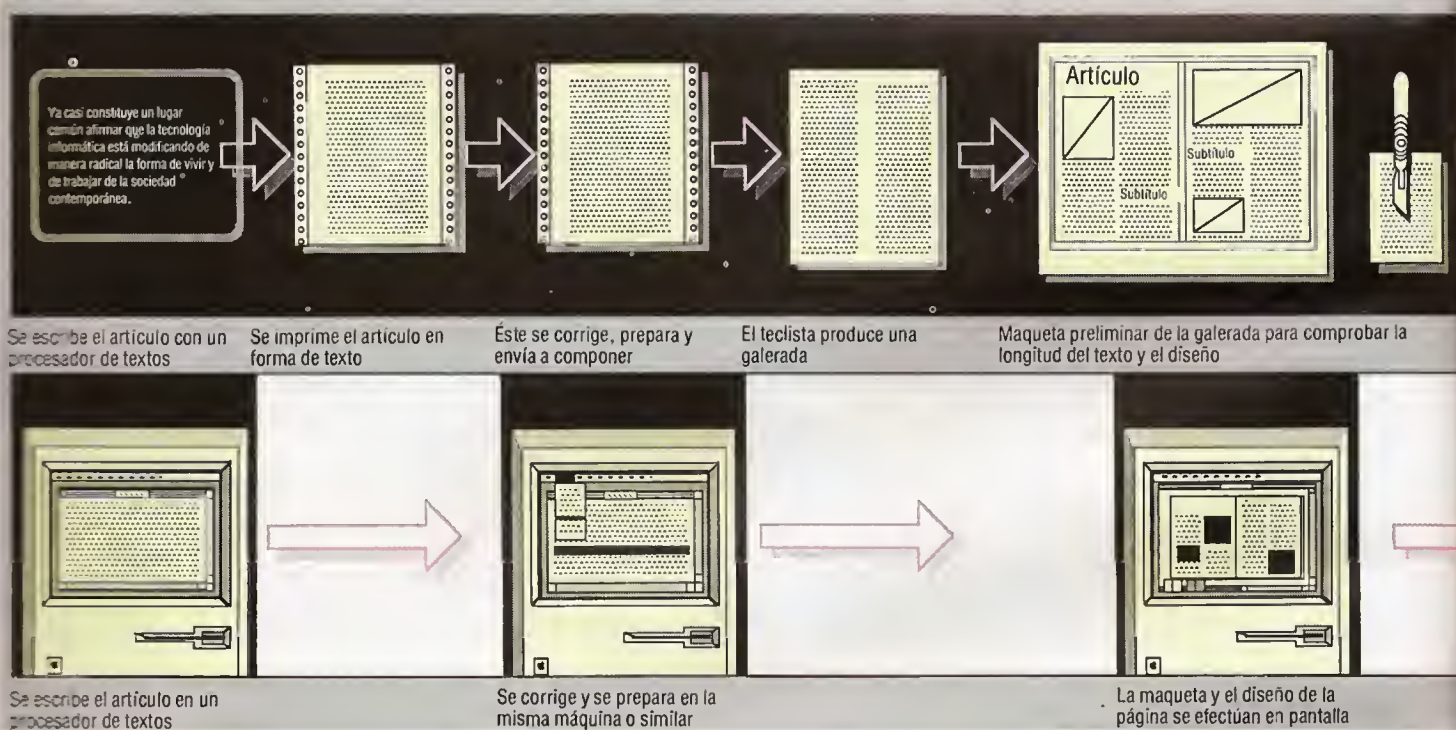 Ya casi constituye un lugar
común afirmar que la tecnología
informática está modificando de
manera radical la forma de vivir y
de trabajar de la sociedad
contemporánea.
Artículo
Subtítulo
Subtítulo
Se escribe el artículo con un
procesador de textos
Se imprime el artículo en
forma de texto
Éste se corrige, prepara y
envía a componer
El teclista produce una
galerada
Maqueta preliminar de la galerada para comprobar la
longitud del texto y el diseño
Se escribe el artículo en un
procesador de textos
Se corrige y se prepara en la
misma máquina o similar
La maqueta y el diseño de la
página se efectúan en pantalla